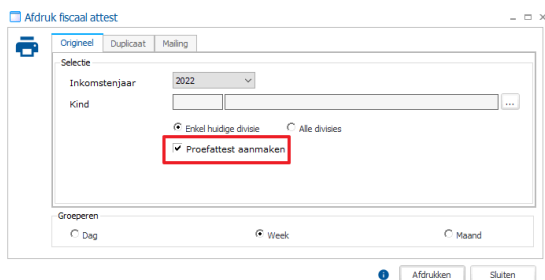 Afdruk fiscaal attest
Origineel Duplicaat Mailing
Selectie
Inkomstenjaar 2022
Kind ...
Enkel huidige divisie Alle divisies
Proefattest aanmaken
Groeperen
Dag Week Maand
Afdrukken Sluiten